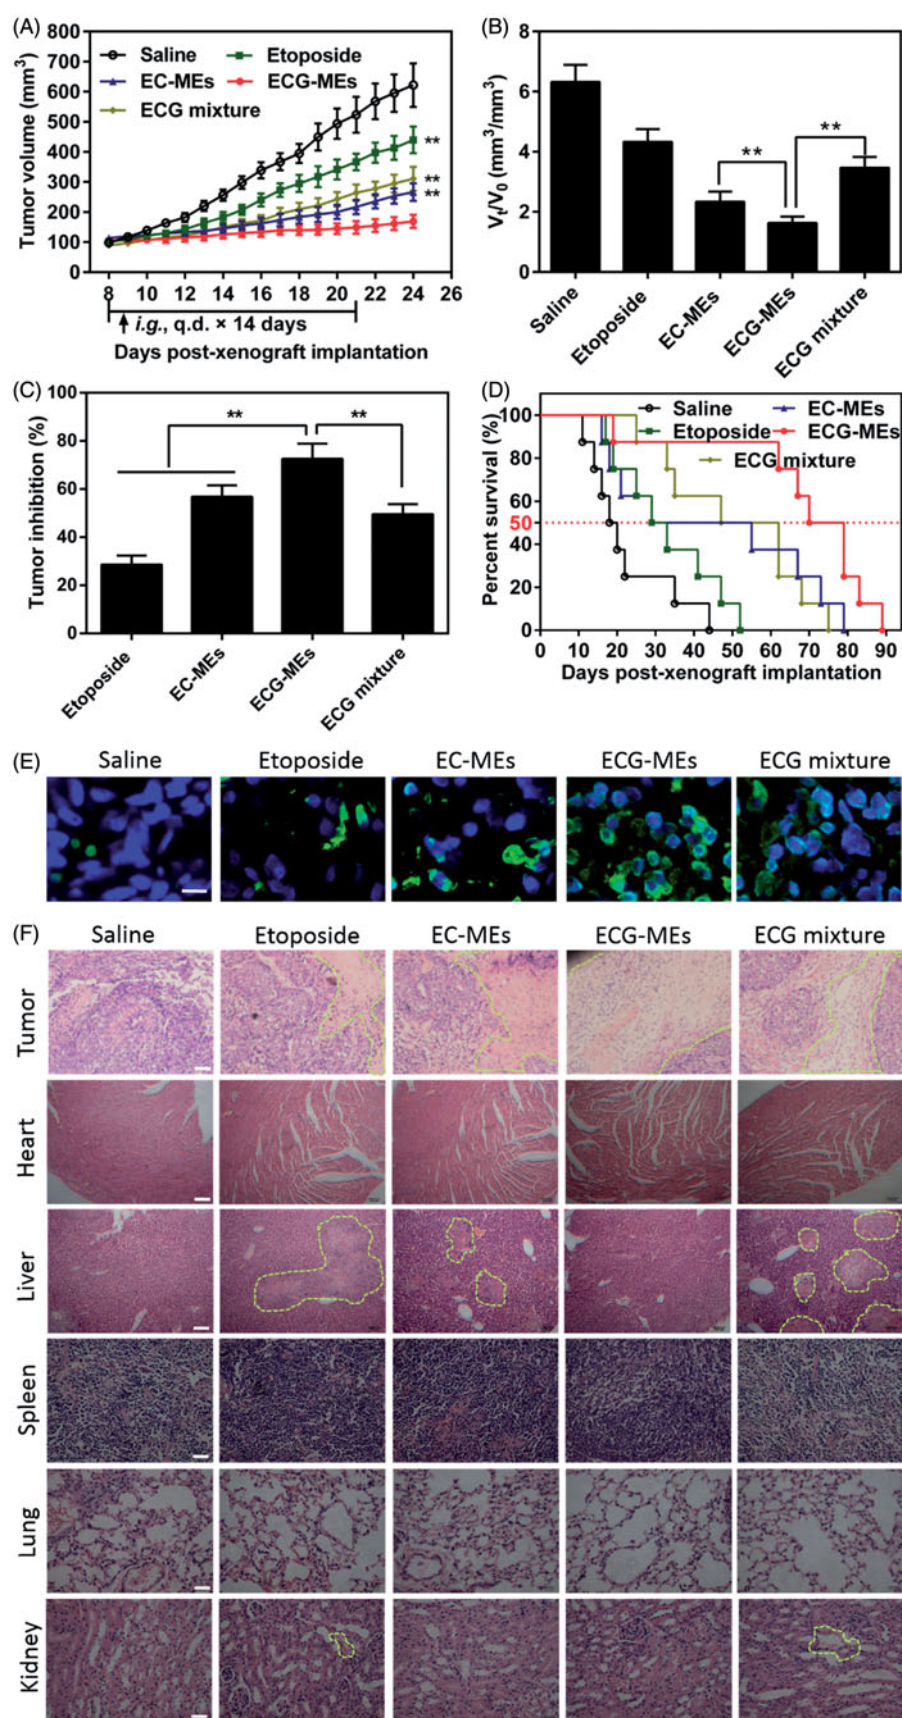 (A)
Tumor volume (mm³)
800
700
600
500
400
300
200
100
0
Saline
Etoposide
EC-MEs
ECG-MEs
ECG mixture
**
**
**
8 10 12 14 16 18 20 22 24 26
i.g., q.d. × 14 days
Days post-xenograft implantation
(B)
Vt/V0 (mm³/mm³)
8
6
4
2
0
**
**
Saline
Etoposide
EC-MEs
ECG-MEs
ECG mixture
(C)
Tumor inhibition (%)
100
80
60
40
20
0
**
**
Etoposide
EC-MEs
ECG-MEs
ECG mixture
(D)
Percent survival (%)
100
80
60
50
40
20
0
Saline
EC-MEs
Etoposide
ECG-MEs
ECG mixture
0 10 20 30 40 50 60 70 80 90
Days post-xenograft implantation
(E)
Saline Etoposide EC-MEs ECG-MEs ECG mixture
(F)
Saline Etoposide EC-MEs ECG-MEs ECG mixture
Tumor
Heart
Liver
Spleen
Lung
Kidney